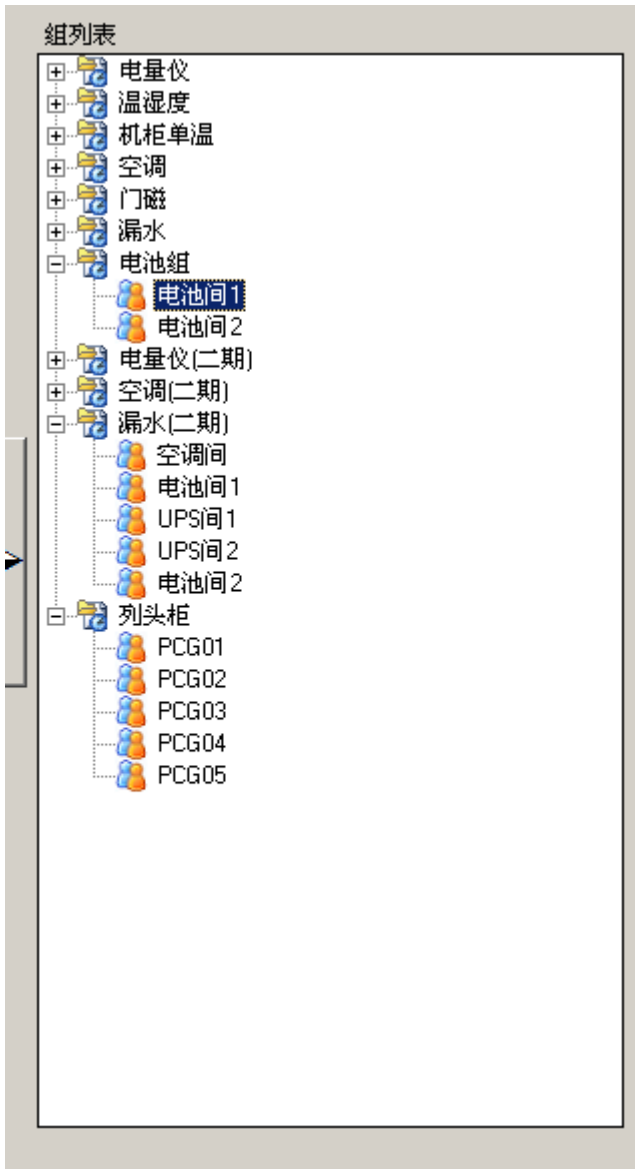 组列表
电量仪
温湿度
机柜单温
空调
门磁
漏水
电池组
电池间1
电池间2
电量仪(二期)
空调(二期)
漏水(二期)
空调间
电池间1
UPS间1
UPS间2
电池间2
列头柜
PCG01
PCG02
PCG03
PCG04
PCG05